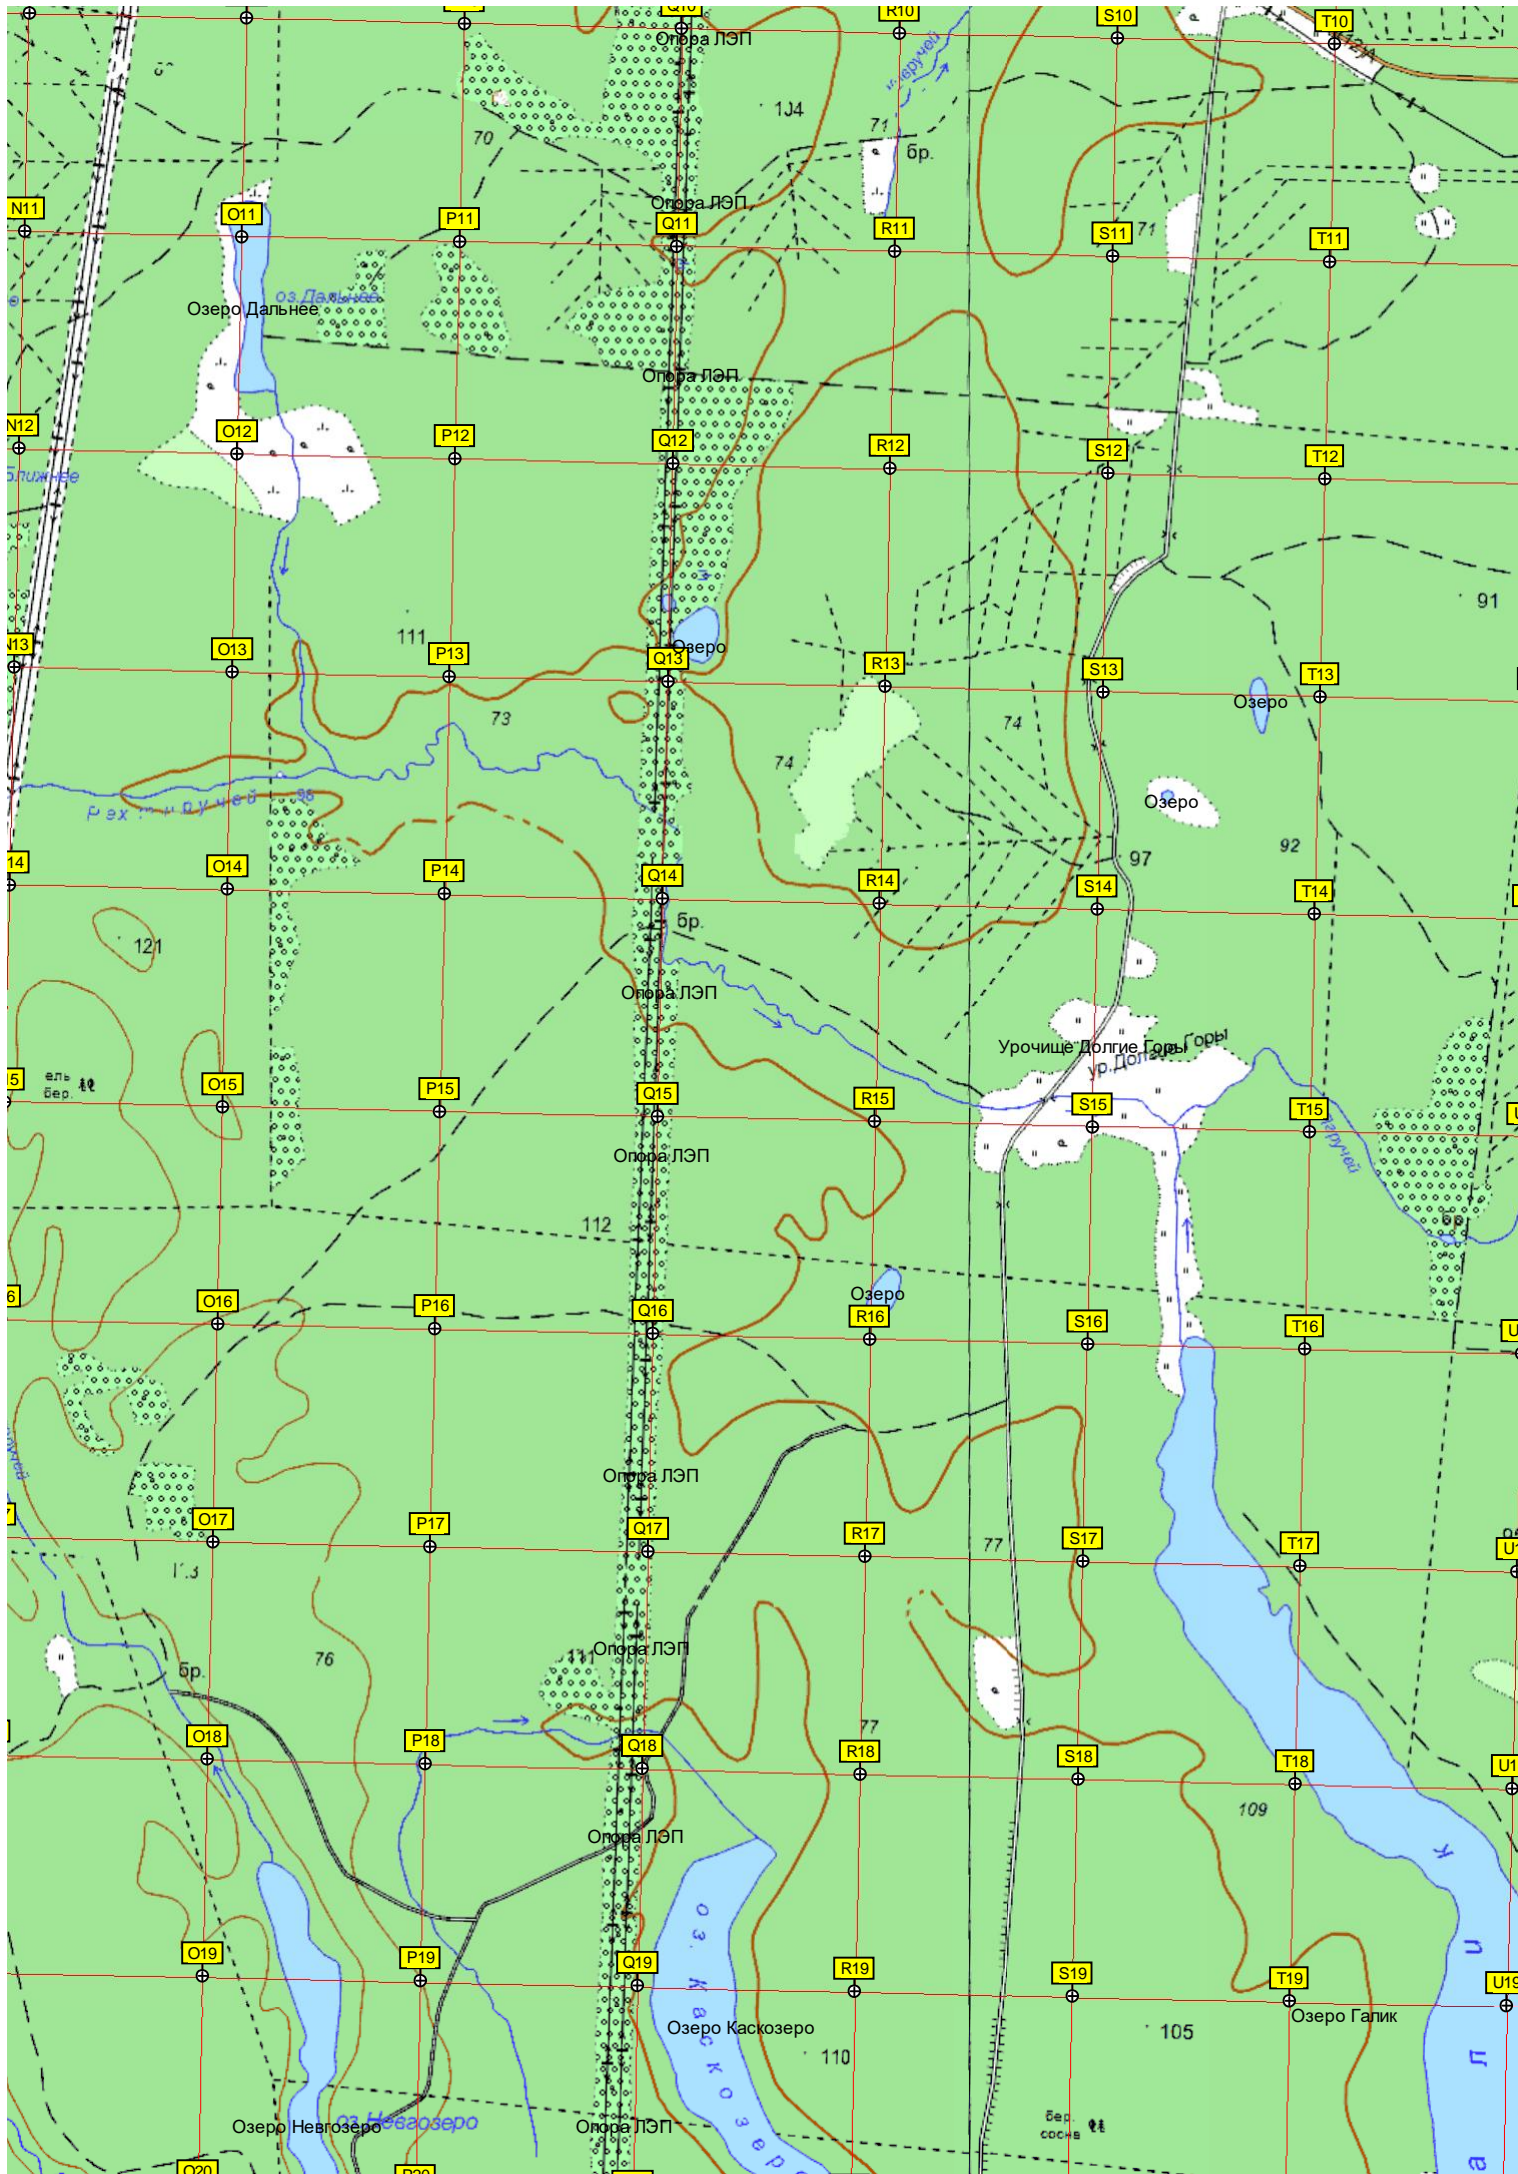 R10
S10
T10
Опора ЛЭП
70
71
бр.
N11
O11
P11
Опора ЛЭП
Q11
R11
S11
71
T11
оз.Дальнее
Озеро Дальнее
Опора ЛЭП
N12
O12
P12
Q12
R12
S12
T12
Ближнее
91
111
N13
O13
P13
Озеро
Q13
R13
S13
T13
Озеро
73
74
74
Озеро
97
92
14
O14
P14
Q14
R14
S14
T14
бр.
121
Опора ЛЭП
Урочище Долгие Горы
ур.Долгие Горы
15
ель
бер.
O15
P15
Q15
R15
S15
T15
Опора ЛЭП
112
бр.
6
O16
P16
Q16
Озеро
R16
S16
T16
Опора ЛЭП
O17
P17
Q17
R17
77
S17
T17
76
Опора ЛЭП
111
бр.
77
O18
P18
Q18
R18
S18
T18
109
Опора ЛЭП
O19
P19
Q19
R19
S19
T19
U19
Озеро Галик
оз. Каскозеро
Озеро Каскозеро
105
110
Озеро Невгозеро
оз.Невгозеро
Опора ЛЭП
бер.
сосна
O20
P20